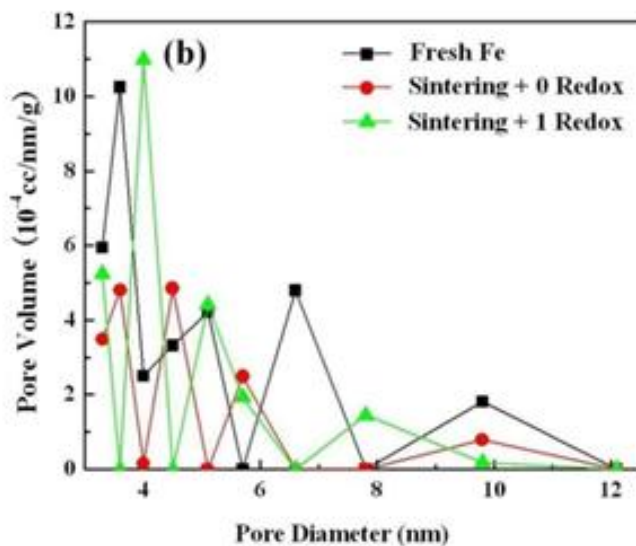 12
(b)
Fresh Fe
Sintering + 0 Redox
Sintering + 1 Redox
10
8
6
4
2
0
Pore Volume (10⁻⁴cc/nm/g)
4
6
8
10
12
Pore Diameter (nm)